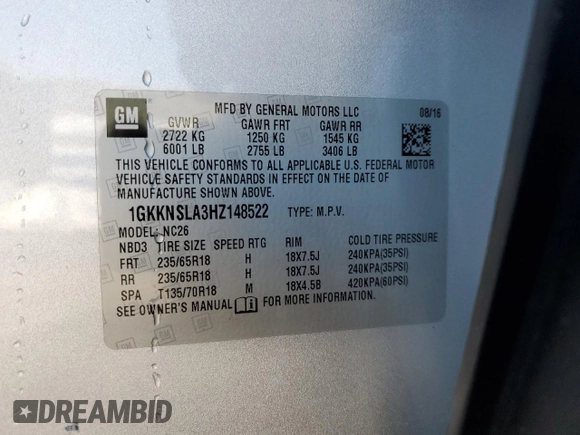 GM
MFD BY GENERAL MOTORS LLC 08/16
GVWR GAWR FRT GAWR RR
2722 KG 1250 KG 1545 KG
6001 LB 2755 LB 3406 LB
THIS VEHICLE CONFORMS TO ALL APPLICABLE U.S. FEDERAL MOTOR
VEHICLE SAFETY STANDARDS IN EFFECT ON THE DATE OF
MANUFACTURE SHOWN ABOVE.
1GKKNSLA3HZ148522 TYPE: M.P.V.
MODEL: NC26
NBD3 TIRE SIZE SPEED RTG RIM COLD TIRE PRESSURE
FRT 235/65R18 H 18X7.5J 240KPA(35PSI)
RR 235/65R18 H 18X7.5J 240KPA(35PSI)
SPA T135/70R18 M 18X4.5B 420KPA(60PSI)
SEE OWNER'S MANUAL FOR MORE INFORMATION.
DREAMBID